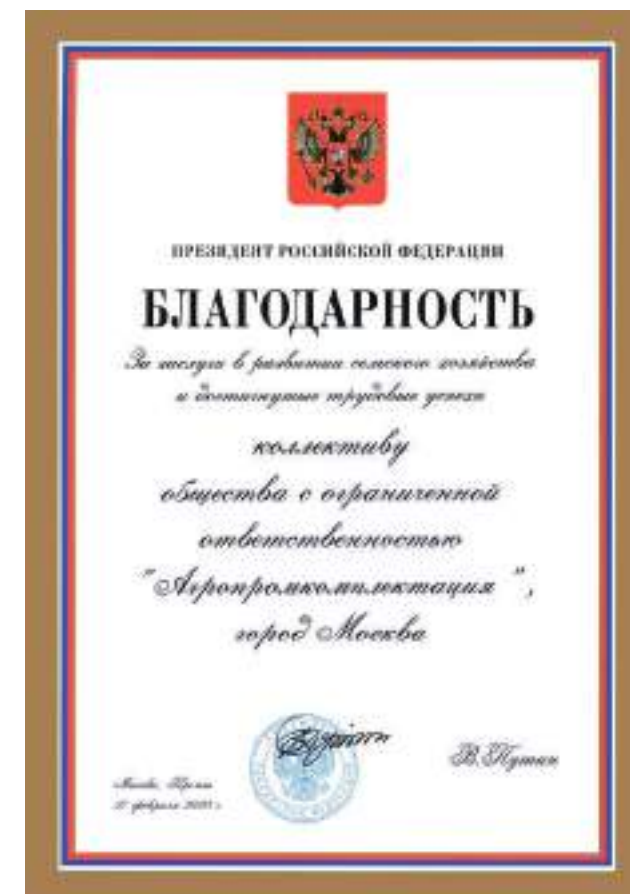 ПРЕЗИДЕНТ РОССИЙСКОЙ ФЕДЕРАЦИИ
БЛАГОДАРНОСТЬ
За заслуги в развитии сельского хозяйства
и достигнутые трудовые успехи
коллективу
общества с ограниченной
ответственностью
"Агропромкомплектация ",
город Москва
В. Путин
Москва, Кремль
февраля